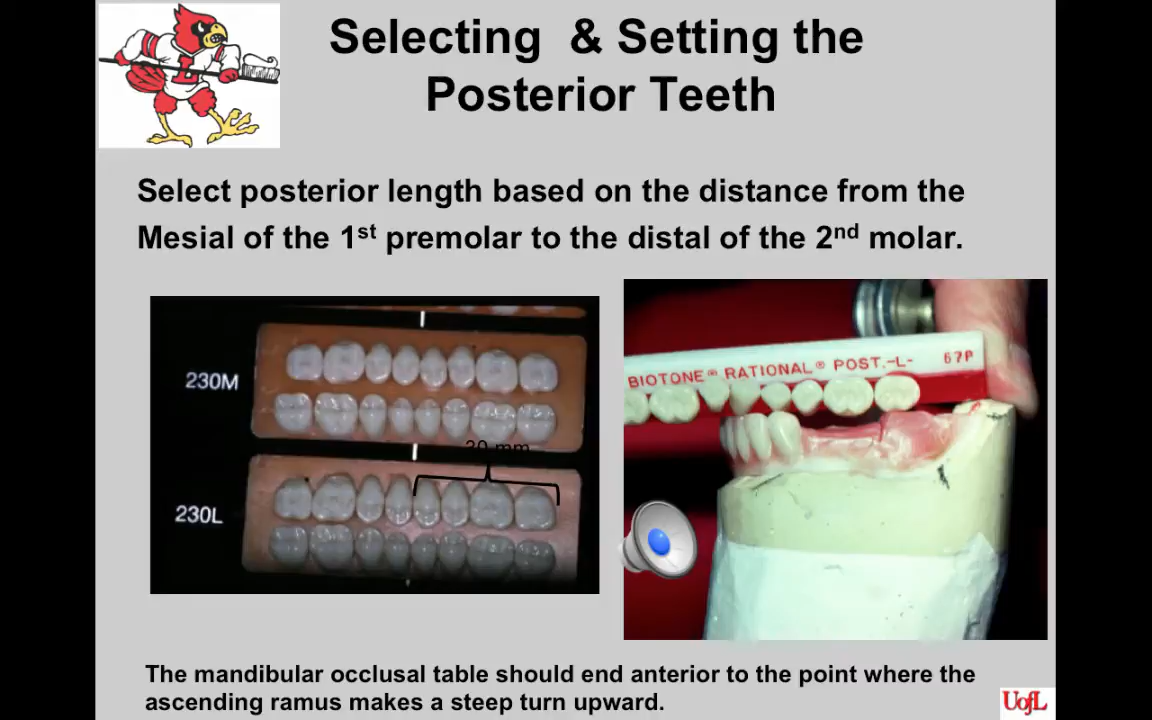 Selecting & Setting the
Posterior Teeth
Select posterior length based on the distance from the
Mesial of the 1st premolar to the distal of the 2nd molar.
230M
30 mm
230L
BIOTONE® RATIONAL® POST.-L- 67P
The mandibular occlusal table should end anterior to the point where the
ascending ramus makes a steep turn upward.
UofL